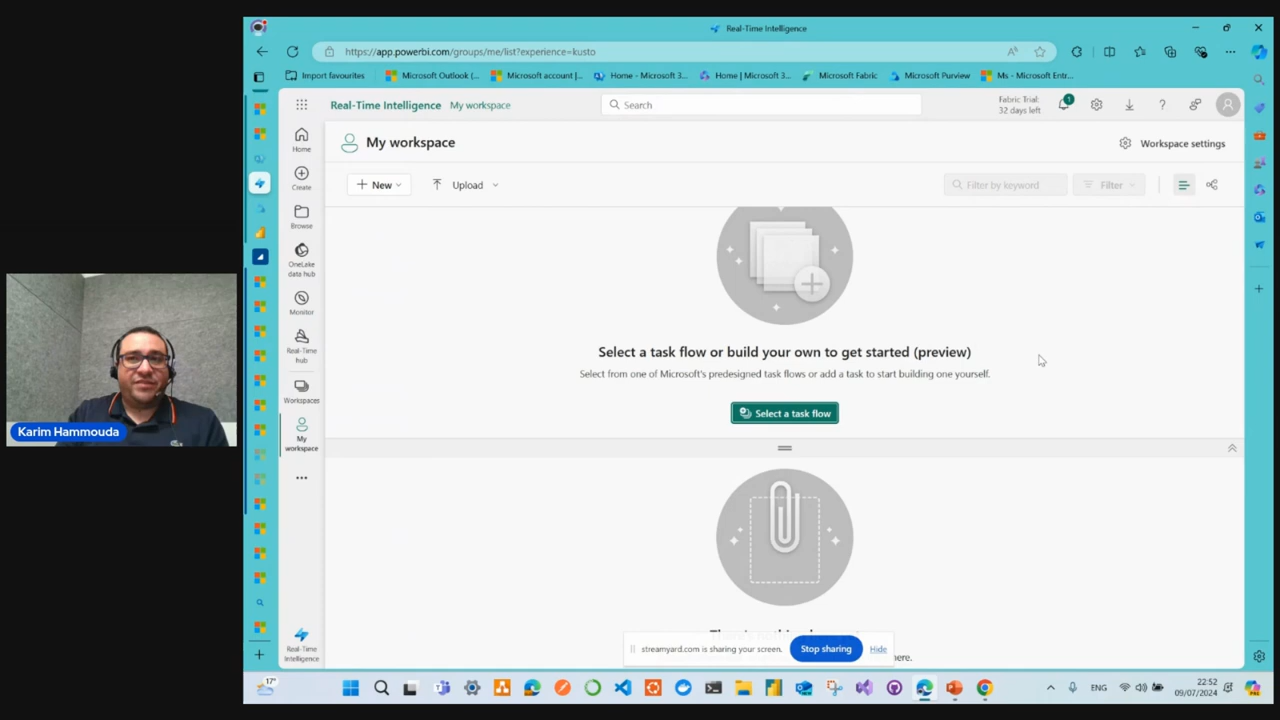 Real-Time Intelligence
https://app.powerbi.com/groups/me/list?experience=kusto
Import favourites
Microsoft Outlook (...
Microsoft account |...
Home - Microsoft 3...
Home | Microsoft 3...
Microsoft Fabric
Microsoft Purview
Ms - Microsoft Entr...
Real-Time Intelligence My workspace
Search
Fabric Trial:
32 days left
1
Home
Create
Browse
OneLake
data hub
Monitor
Real-Time
hub
Workspaces
My
workspace
Real-Time
Intelligence
My workspace
Workspace settings
New
Upload
Filter by keyword
Filter
Select a task flow or build your own to get started (preview)
Select from one of Microsoft's predesigned task flows or add a task to start building one yourself.
Select a task flow
streamyard.com is sharing your screen.
Stop sharing
Hide
here.
Karim Hammouda
17°
ENG
22:52
09/07/2024